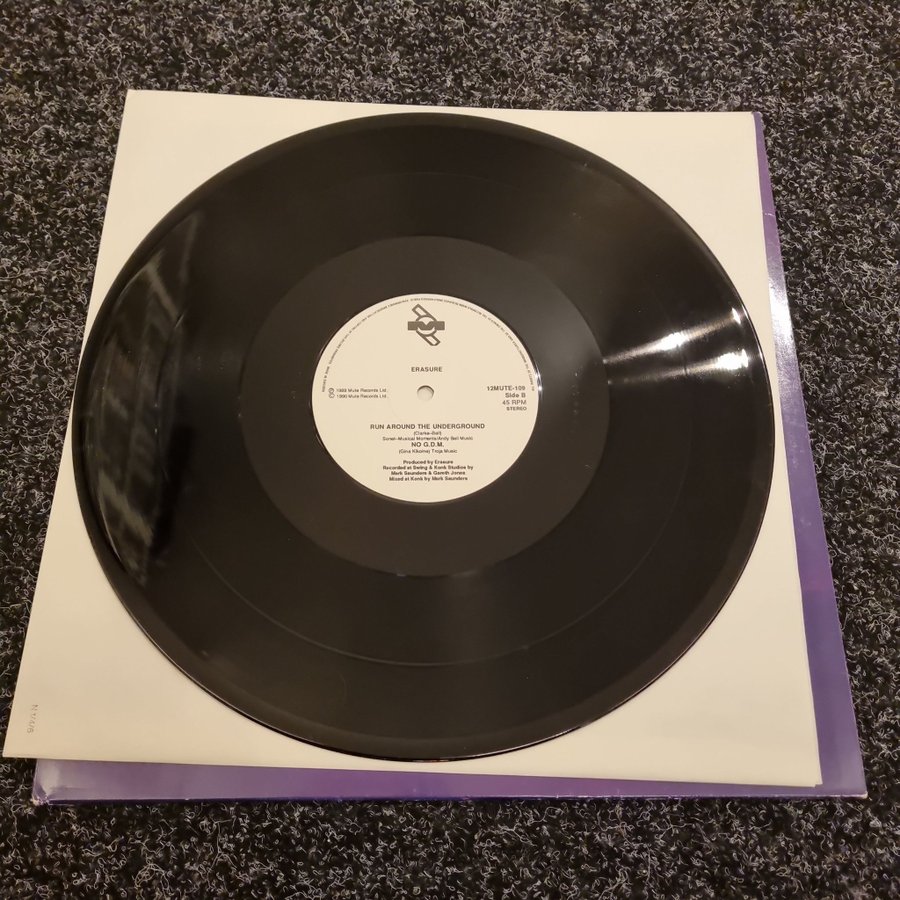 ERASURE
℗ 1989 Mute Records Ltd.
© 1990 Mute Records Ltd.
12MUTE-109
Side B
45 RPM
STEREO
RUN AROUND THE UNDERGROUND
(Clarke–Bell)
Sonet–Musical Moments/Andy Bell Music)
NO G.D.M.
(Gina Kikoine) Troja Music
Produced by Erasure
Recorded at Swing & Konk Studios by
Mark Saunders & Gareth Jones
Mixed at Konk by Mark Saunders